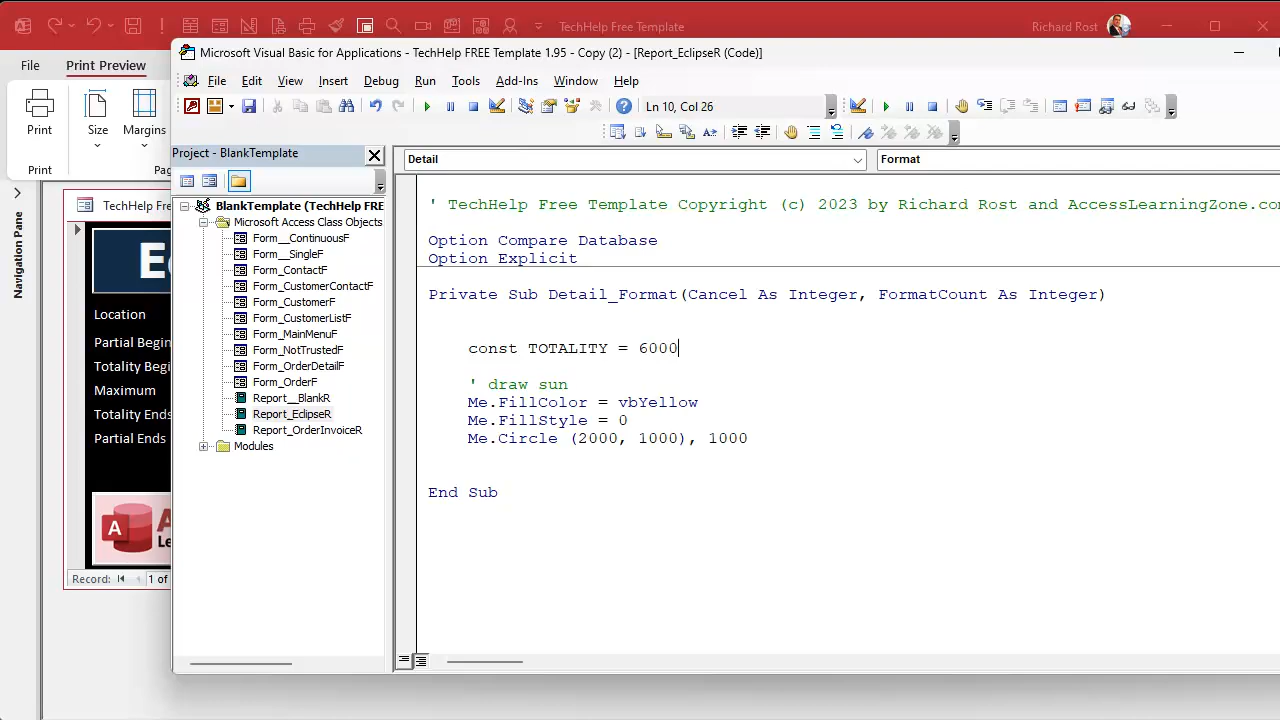 TechHelp Free Template
Richard Rost
File
Print Preview
Print
Size
Margins
Print
Pag
Navigation Pane
TechHelp Fre
Ec
Location
Partial Begin
Totality Beg
Maximum
Totality Ends
Partial Ends
A
A
Le
Record:
1 of
Microsoft Visual Basic for Applications - TechHelp FREE Template 1.95 - Copy (2) - [Report_EclipseR (Code)]
File Edit View Insert Debug Run Tools Add-Ins Window Help
Ln 10, Col 26
Project - BlankTemplate
BlankTemplate (TechHelp FRE
Microsoft Access Class Objects
Form__ContinuousF
Form__SingleF
Form_ContactF
Form_CustomerContactF
Form_CustomerF
Form_CustomerListF
Form_MainMenuF
Form_NotTrustedF
Form_OrderDetailF
Form_OrderF
Report__BlankR
Report_EclipseR
Report_OrderInvoiceR
Modules
Detail
Format
' TechHelp Free Template Copyright (c) 2023 by Richard Rost and AccessLearningZone.co
Option Compare Database
Option Explicit
Private Sub Detail_Format(Cancel As Integer, FormatCount As Integer)
const TOTALITY = 6000
' draw sun
Me.FillColor = vbYellow
Me.FillStyle = 0
Me.Circle (2000, 1000), 1000
End Sub